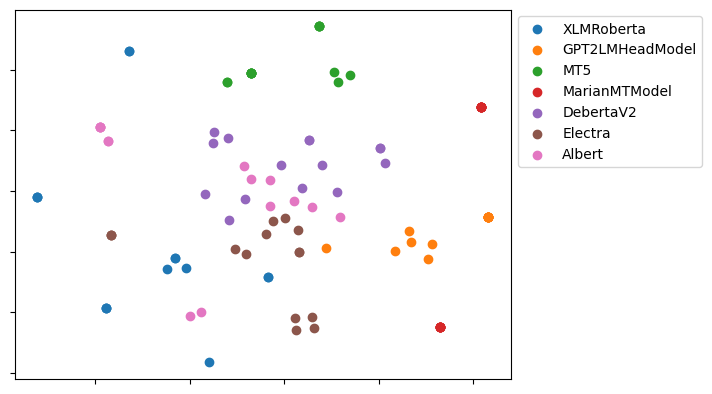 XLMRoberta
GPT2LMHeadModel
MT5
MarianMTModel
DebertaV2
Electra
Albert